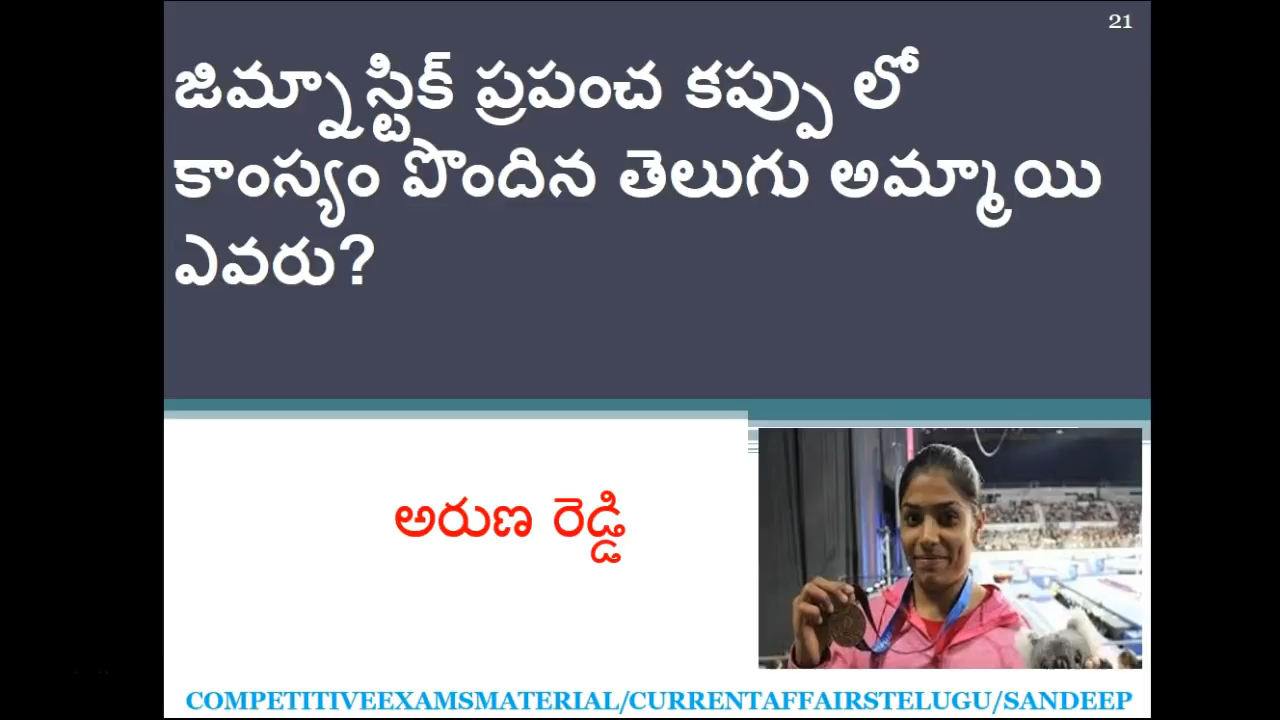 21
జిమ్నాస్టిక్ ప్రపంచ కప్పు లో
కాంస్యం పొందిన తెలుగు అమ్మాయి
ఎవరు?
అరుణ రెడ్డి
COMPETITIVEEXAMSMATERIAL/CURRENTAFFAIRSTELUGU/SANDEEP